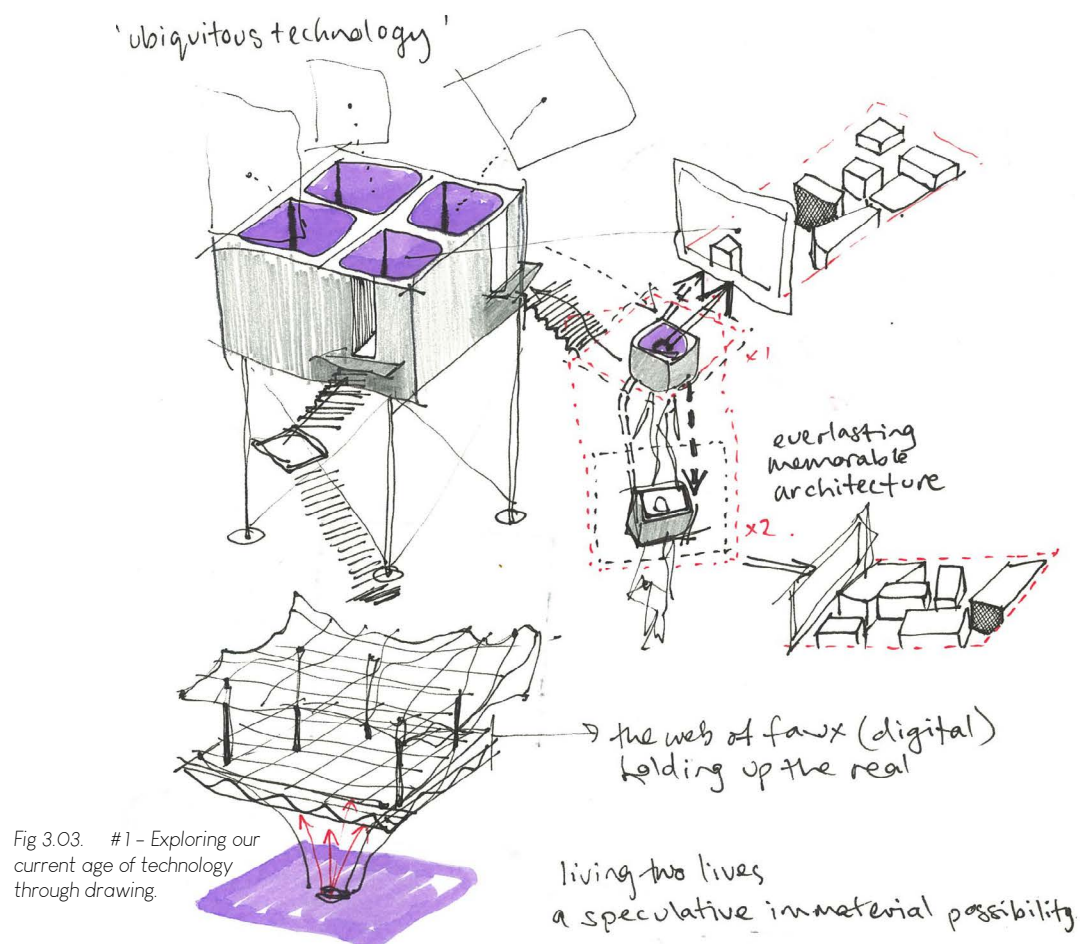 'ubiquitous technology'
x1
everlasting
memorable
architecture
x2.
the web of faux (digital)
holding up the real
Fig 3.03. #1 – Exploring our
current age of technology
through drawing.
living two lives
a speculative immaterial possibility